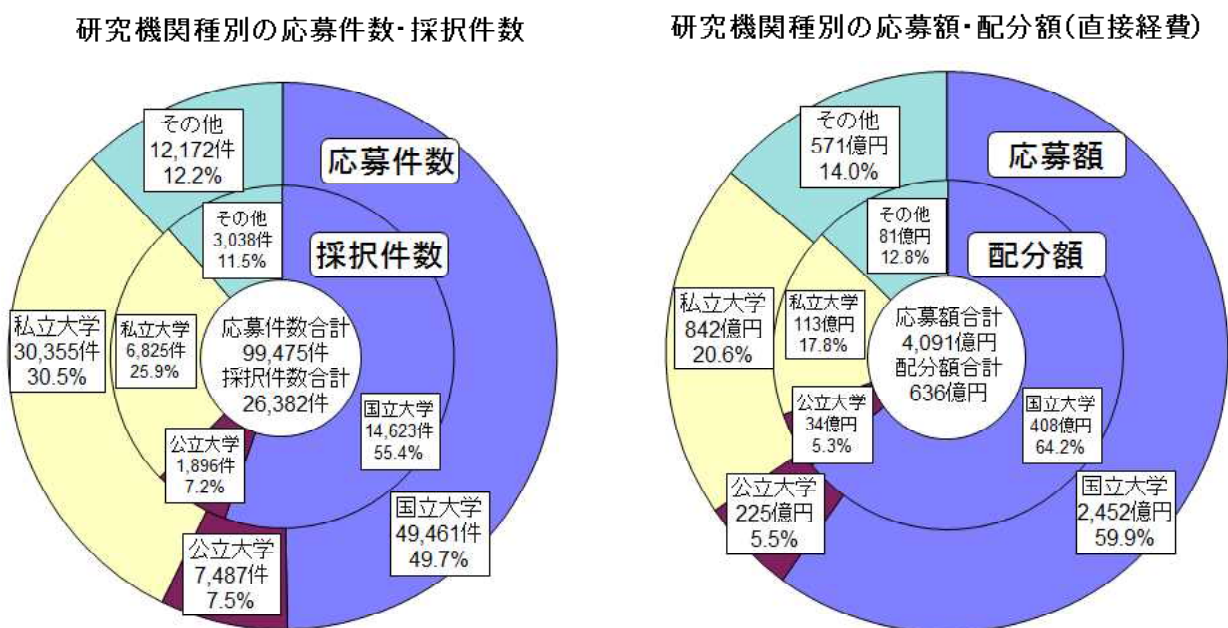 研究機関種別の応募件数・採択件数
その他
12,172件
12.2%
応募件数
その他
3,038件
11.5%
採択件数
私立大学
30,355件
30.5%
私立大学
6,825件
25.9%
応募件数合計
99,475件
採択件数合計
26,382件
国立大学
14,623件
55.4%
公立大学
1,896件
7.2%
国立大学
49,461件
49.7%
公立大学
7,487件
7.5%
研究機関種別の応募額・配分額(直接経費)
その他
571億円
14.0%
応募額
その他
81億円
12.8%
配分額
私立大学
842億円
20.6%
私立大学
113億円
17.8%
応募額合計
4,091億円
配分額合計
636億円
公立大学
34億円
5.3%
国立大学
408億円
64.2%
公立大学
225億円
5.5%
国立大学
2,452億円
59.9%